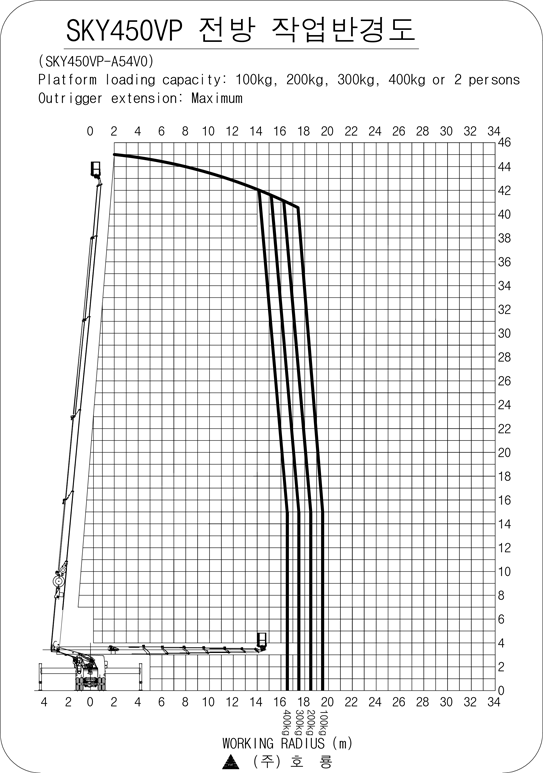 SKY450VP 전방 작업반경도
(SKY450VP-A54V0)
Platform loading capacity: 100kg, 200kg, 300kg, 400kg or 2 persons
Outrigger extension: Maximum
0 2 4 6 8 10 12 14 16 18 20 22 24 26 28 30 32 34
46
44
42
40
38
36
34
32
30
28
26
24
22
20
18
16
14
12
10
8
6
4
2
0
4 2 0 2 4 6 8 10 12 14 16 18 20 22 24 26 28 30 32 34
400kg
300kg
200kg
100kg
WORKING RADIUS (m)
(주) 호 룡